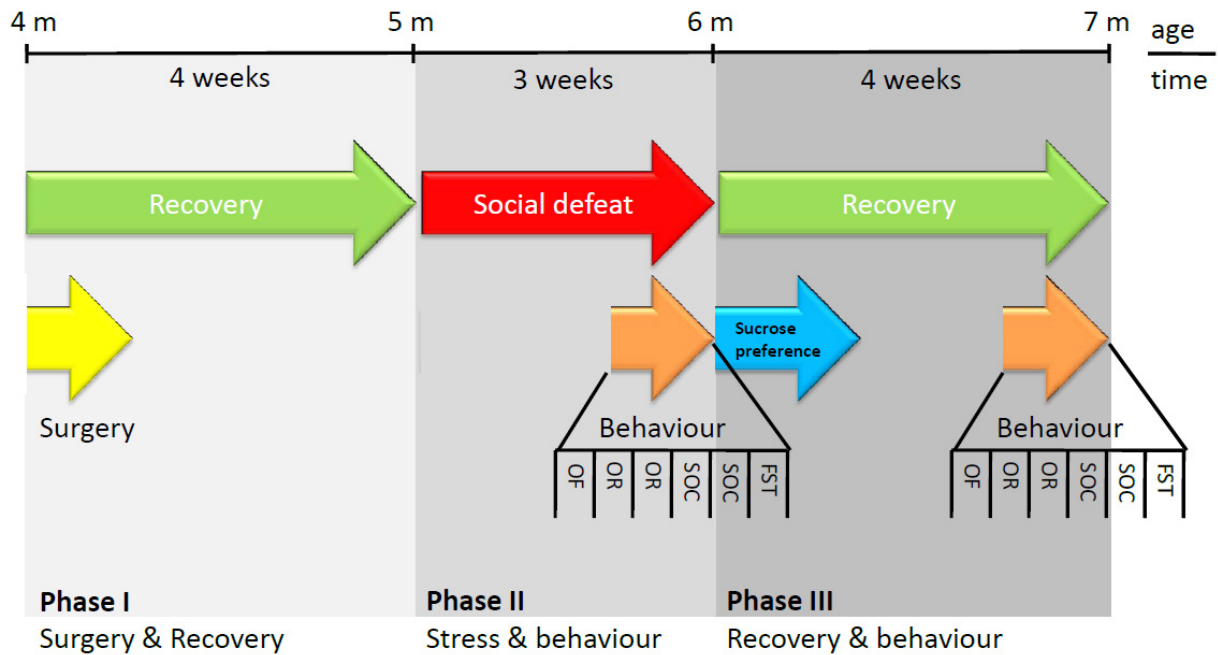 4 m
5 m
6 m
7 m
age
4 weeks
3 weeks
4 weeks
time
Recovery
Social defeat
Recovery
Sucrose
preference
Surgery
Behaviour
Behaviour
OF
OR
OR
SOC
SOC
FST
OF
OR
OR
SOC
SOC
FST
Phase I
Phase II
Phase III
Surgery & Recovery
Stress & behaviour
Recovery & behaviour